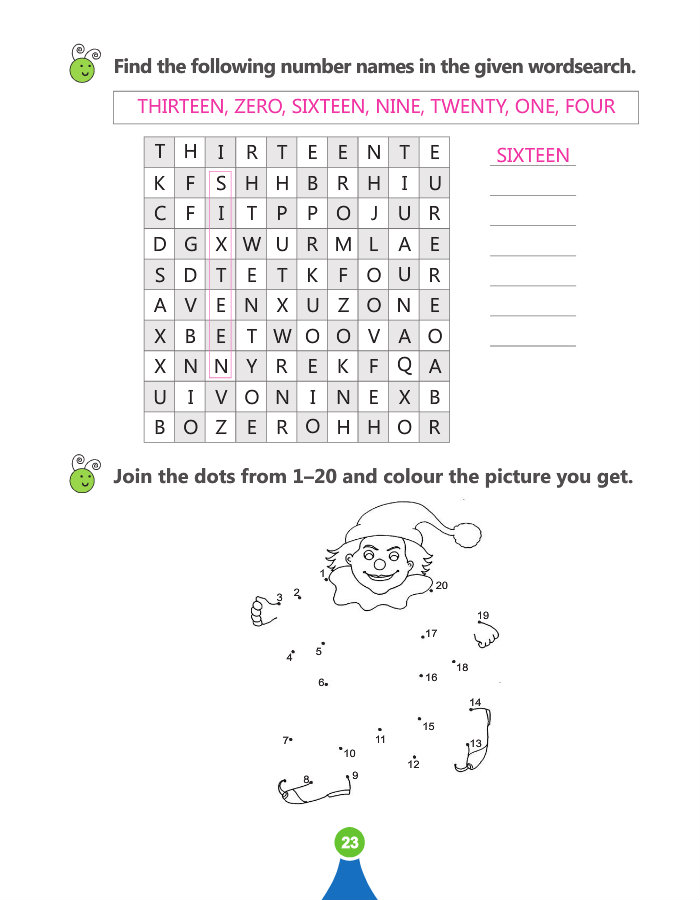 Find the following number names in the given wordsearch.
THIRTEEN, ZERO, SIXTEEN, NINE, TWENTY, ONE, FOUR
T H I R T E E N T E
SIXTEEN
K F S H H B R H I U
C F I T P P O J U R
D G X W U R M L A E
S D T E T K F O U R
A V E N X U Z O N E
X B E T W O O V A O
X N N Y R E K F Q A
U I V O N I N E X B
B O Z E R O H H O R
Join the dots from 1–20 and colour the picture you get.
1
20
2
3
19
17
5
4
18
16
6
14
15
11
7
13
10
12
9
8
23